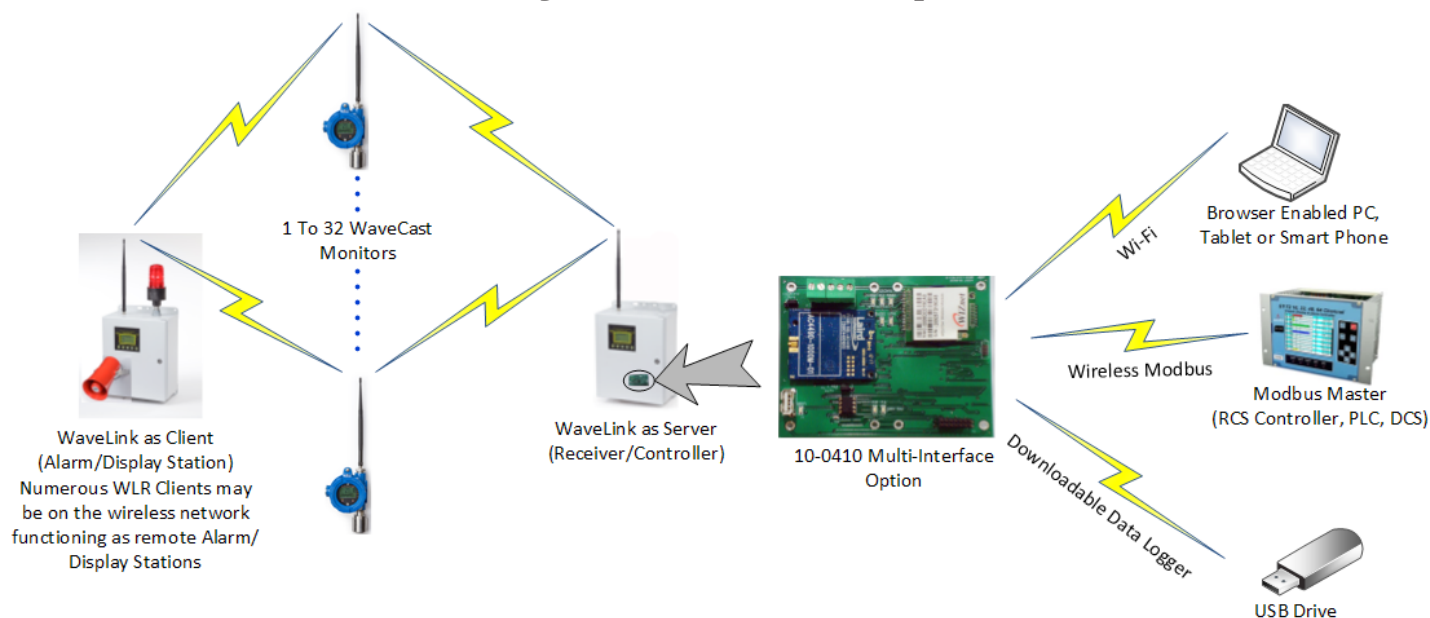 1 To 32 WaveCast
Monitors
WaveLink as Client
(Alarm/Display Station)
Numerous WLR Clients may
be on the wireless network
functioning as remote Alarm/
Display Stations
WaveLink as Server
(Receiver/Controller)
Laird
WIZnet
10-0410 Multi-Interface
Option
Wi-Fi
Browser Enabled PC,
Tablet or Smart Phone
Wireless Modbus
Modbus Master
(RCS Controller, PLC, DCS)
Downloadable Data Logger
USB Drive